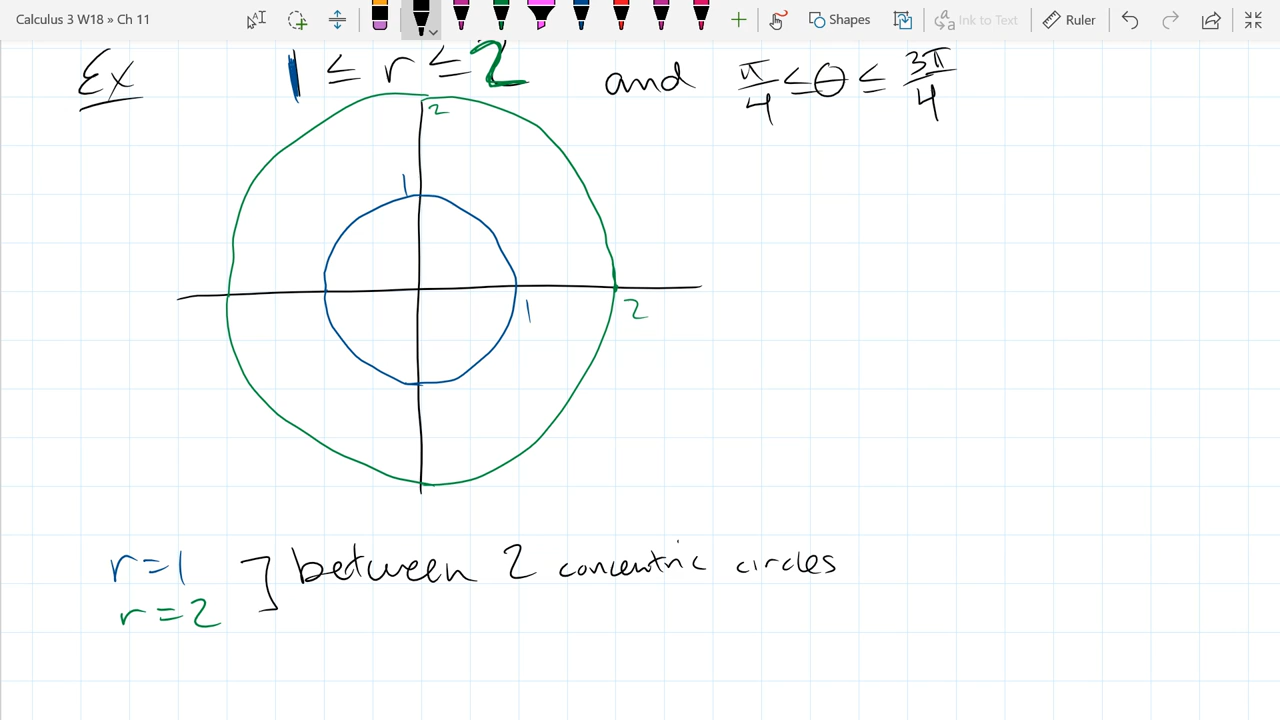 Calculus 3 W18 » Ch 11
Shapes
Ink to Text
Ruler
Ex 1 ≤ r ≤ 2 and π/4 ≤ θ ≤ 3π/4
2
1
1
2
r=1 ] between 2 concentric circles
r=2